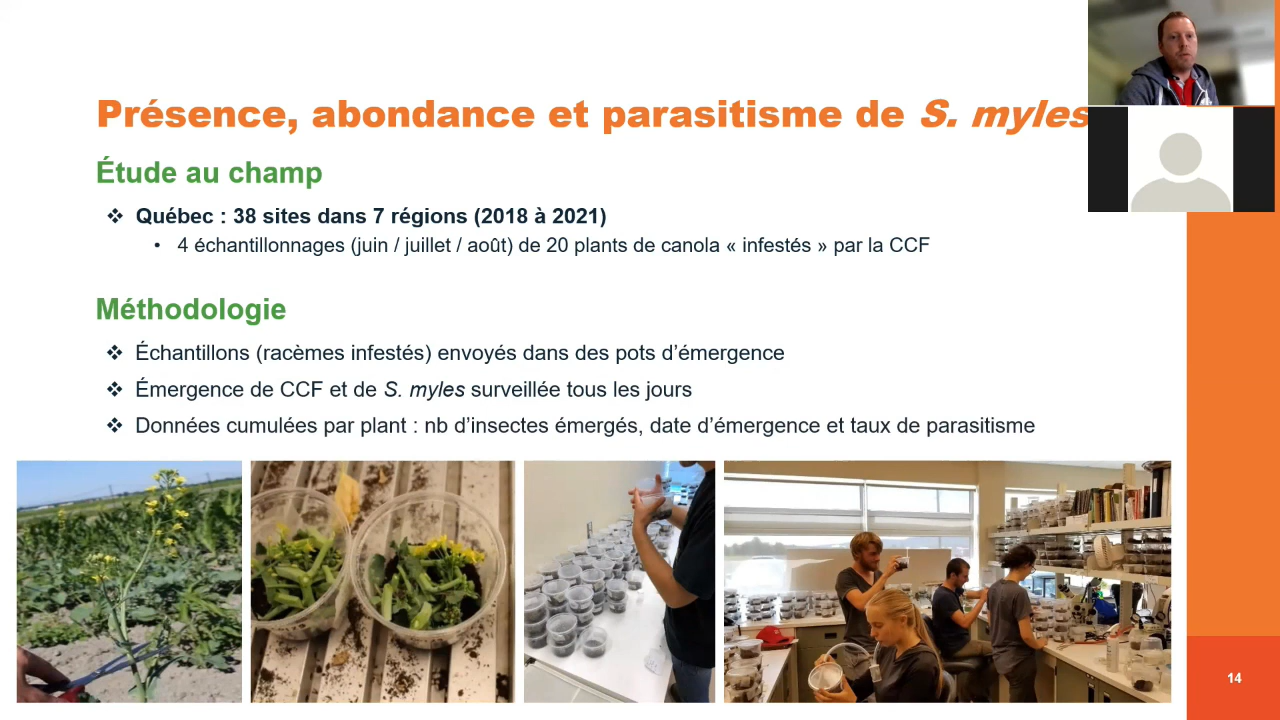 Présence, abondance et parasitisme de S. myles
Étude au champ
❖ Québec : 38 sites dans 7 régions (2018 à 2021)
• 4 échantillonnages (juin / juillet / août) de 20 plants de canola « infestés » par la CCF
Méthodologie
❖ Échantillons (racèmes infestés) envoyés dans des pots d’émergence
❖ Émergence de CCF et de S. myles surveillée tous les jours
❖ Données cumulées par plant : nb d’insectes émergés, date d’émergence et taux de parasitisme
14